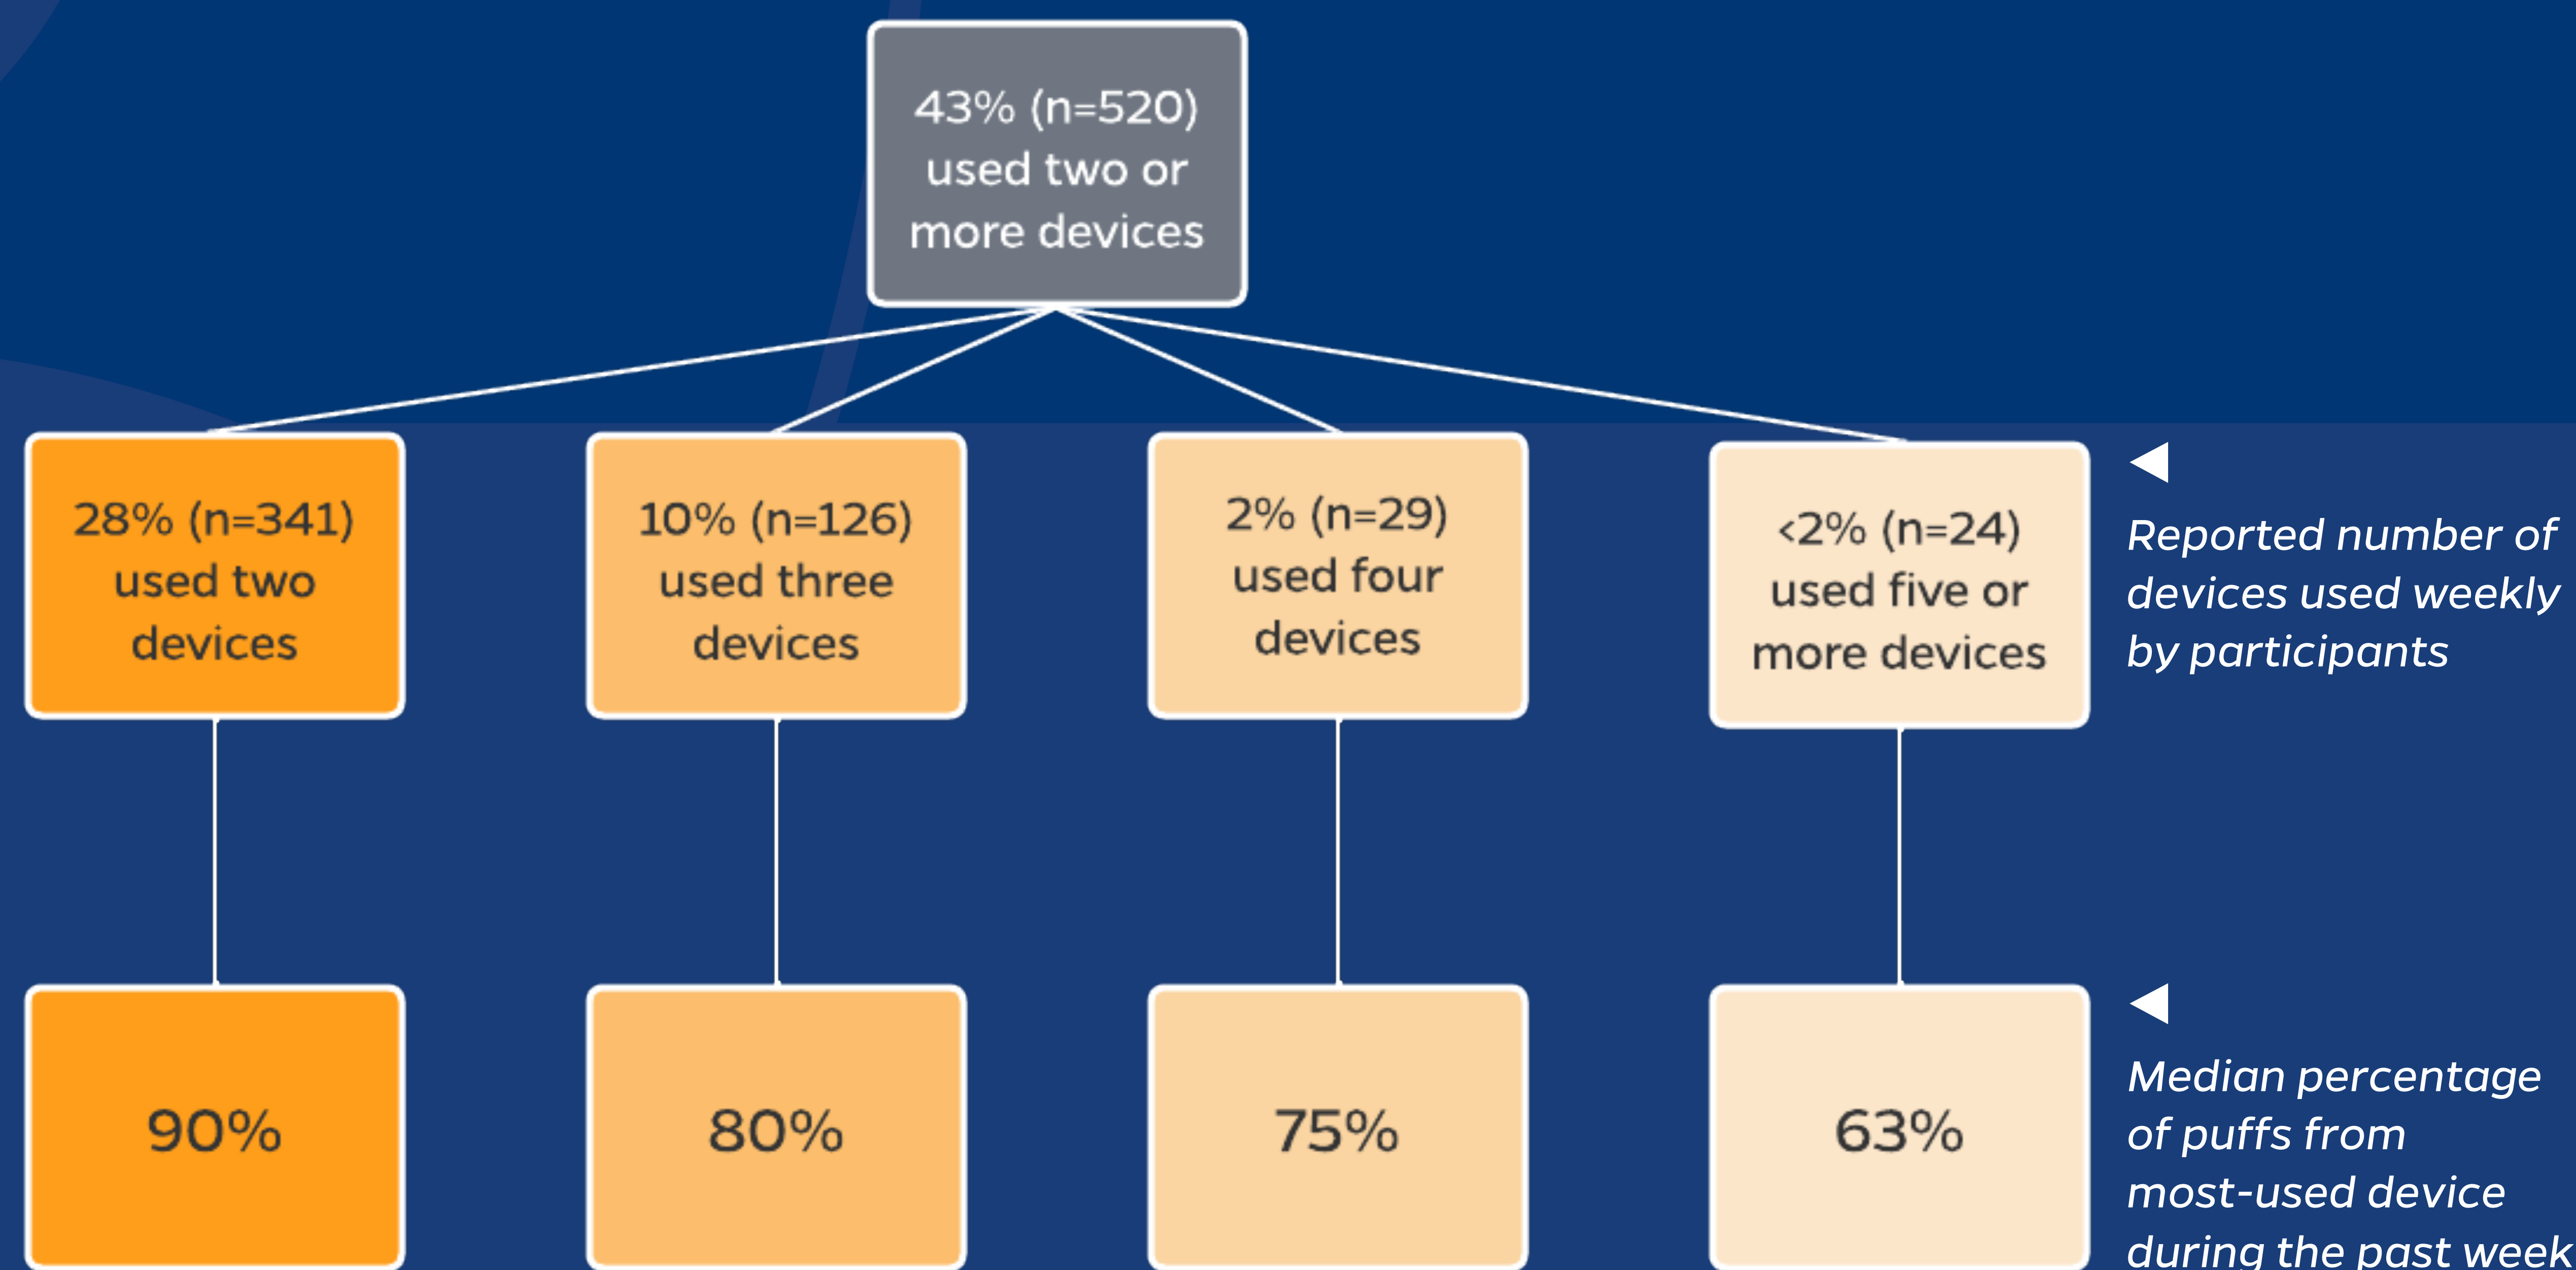 43% (n=520)
used two or
more devices
28% (n=341)
used two
devices
10% (n=126)
used three
devices
2% (n=29)
used four
devices
<2% (n=24)
used five or
more devices
Reported number of
devices used weekly
by participants
90%
80%
75%
63%
Median percentage
of puffs from
most-used device
during the past week